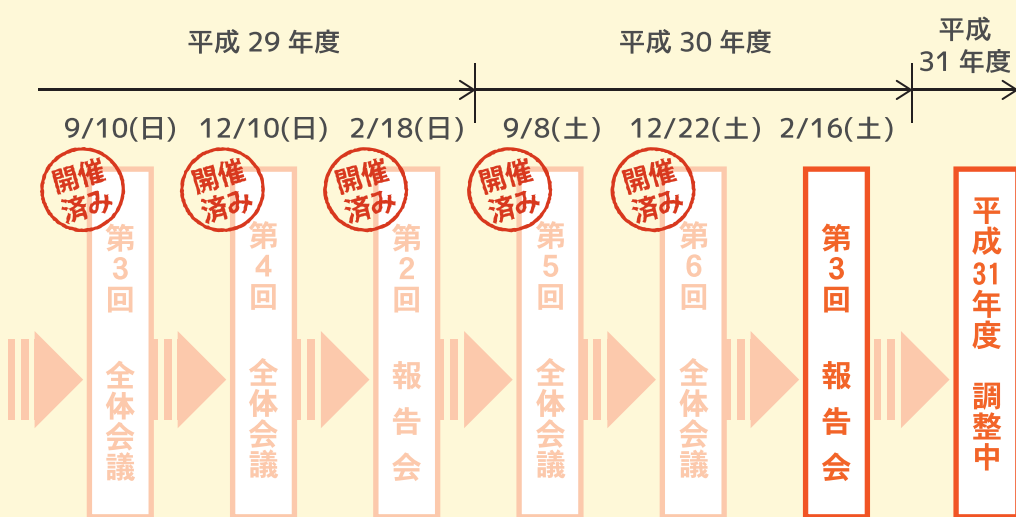 平成 29 年度
平成 30 年度
平成
31 年度
9/10(日)
12/10(日)
2/18(日)
9/8(土)
12/22(土)
2/16(土)
開催
済み
第3回 全体会議
開催
済み
第4回 全体会議
開催
済み
第2回 報告会
開催
済み
第5回 全体会議
開催
済み
第6回 全体会議
第3回 報告会
平成31年度 調整中